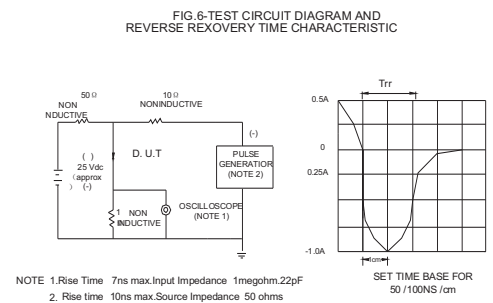 FIG.6-TEST CIRCUIT DIAGRAM AND
REVERSE REXOVERY TIME CHARACTERISTIC
50 Ω
NON
NDUCTIVE
10 Ω
NONINDUCTIVE
( )
25 Vdc
(approx
) (-)
D. U.T
1
NON
INDUCTIVE
OSCILLOSCOPE
(NOTE 1)
(-)
PULSE
GENERATIOR
(NOTE 2)
Trr
0.5A
0
0.25A
-1.0A
1cm
SET TIME BASE FOR
50 /100NS /cm
NOTE 1.Rise Time 7ns max.Input Impedance 1megohm.22pF
2. Rise time 10ns max.Source Impedance 50 ohms